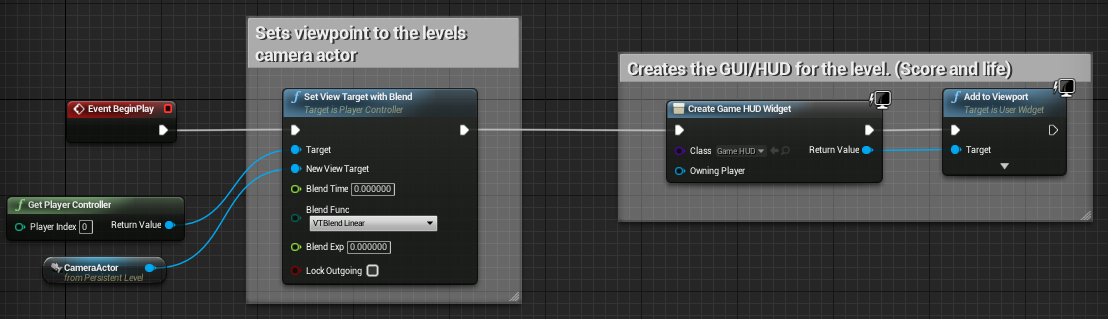 Sets viewpoint to the levels
camera actor
Event BeginPlay
Set View Target with Blend
Target is Player Controller
Target
New View Target
Blend Time 0.000000
Blend Func
VTBlend Linear
Blend Exp 0.000000
Lock Outgoing
Get Player Controller
Player Index 0 Return Value
CameraActor
from Persistent Level
Creates the GUI/HUD for the level. (Score and life)
Create Game HUD Widget
Class Game HUD Return Value
Owning Player
Add to Viewport
Target is User Widget
Target